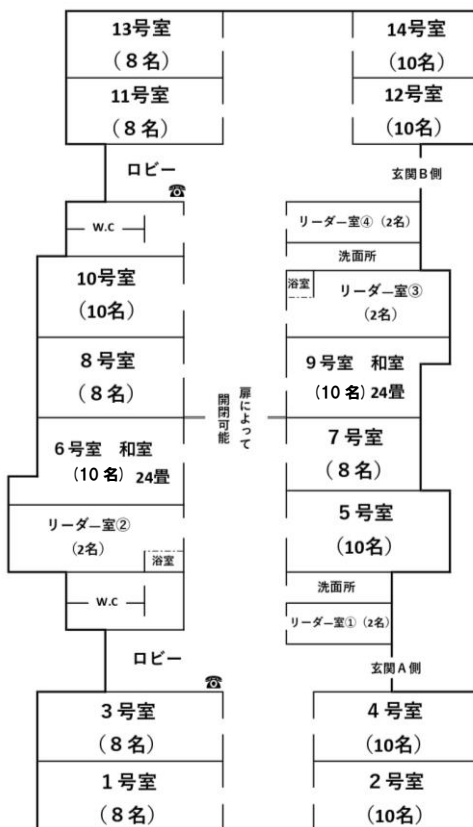 13号室
(8名)
14号室
(10名)
11号室
(8名)
12号室
(10名)
ロビー
☎
玄関B側
W.C
リーダー室④ (2名)
洗面所
浴室
リーダー室③
(2名)
10号室
(10名)
8号室
(8名)
9号室 和室
(10名) 24畳
扉によって
開閉可能
6号室 和室
(10名) 24畳
7号室
(8名)
リーダー室②
(2名)
浴室
5号室
(10名)
W.C
洗面所
リーダー室① (2名)
ロビー
☎
玄関A側
3号室
(8名)
4号室
(10名)
1号室
(8名)
2号室
(10名)